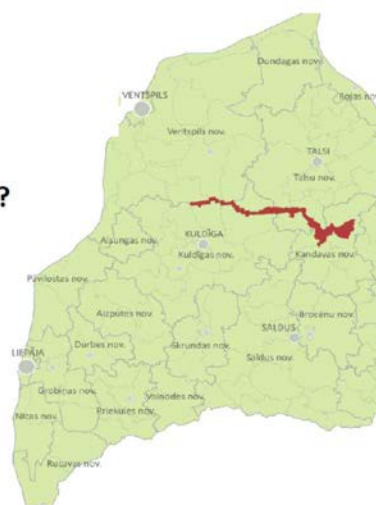 Dundagas nov.
Rojas nov.
VENTSPILS
Ventspils nov.
TALSI
Talsu nov.
?
KULDĪGA
Alsungas nov.
Kuldīgas nov.
Kandavas nov.
Pāvilostas nov.
Aizputes nov.
Brocēnu nov.
SALDUS
Durbes nov.
Skrundas nov.
Saldus nov.
LIEPĀJA
Grobiņas nov.
Vaiņodes nov.
Nīcas nov.
Priekules nov.
Rucavas nov.